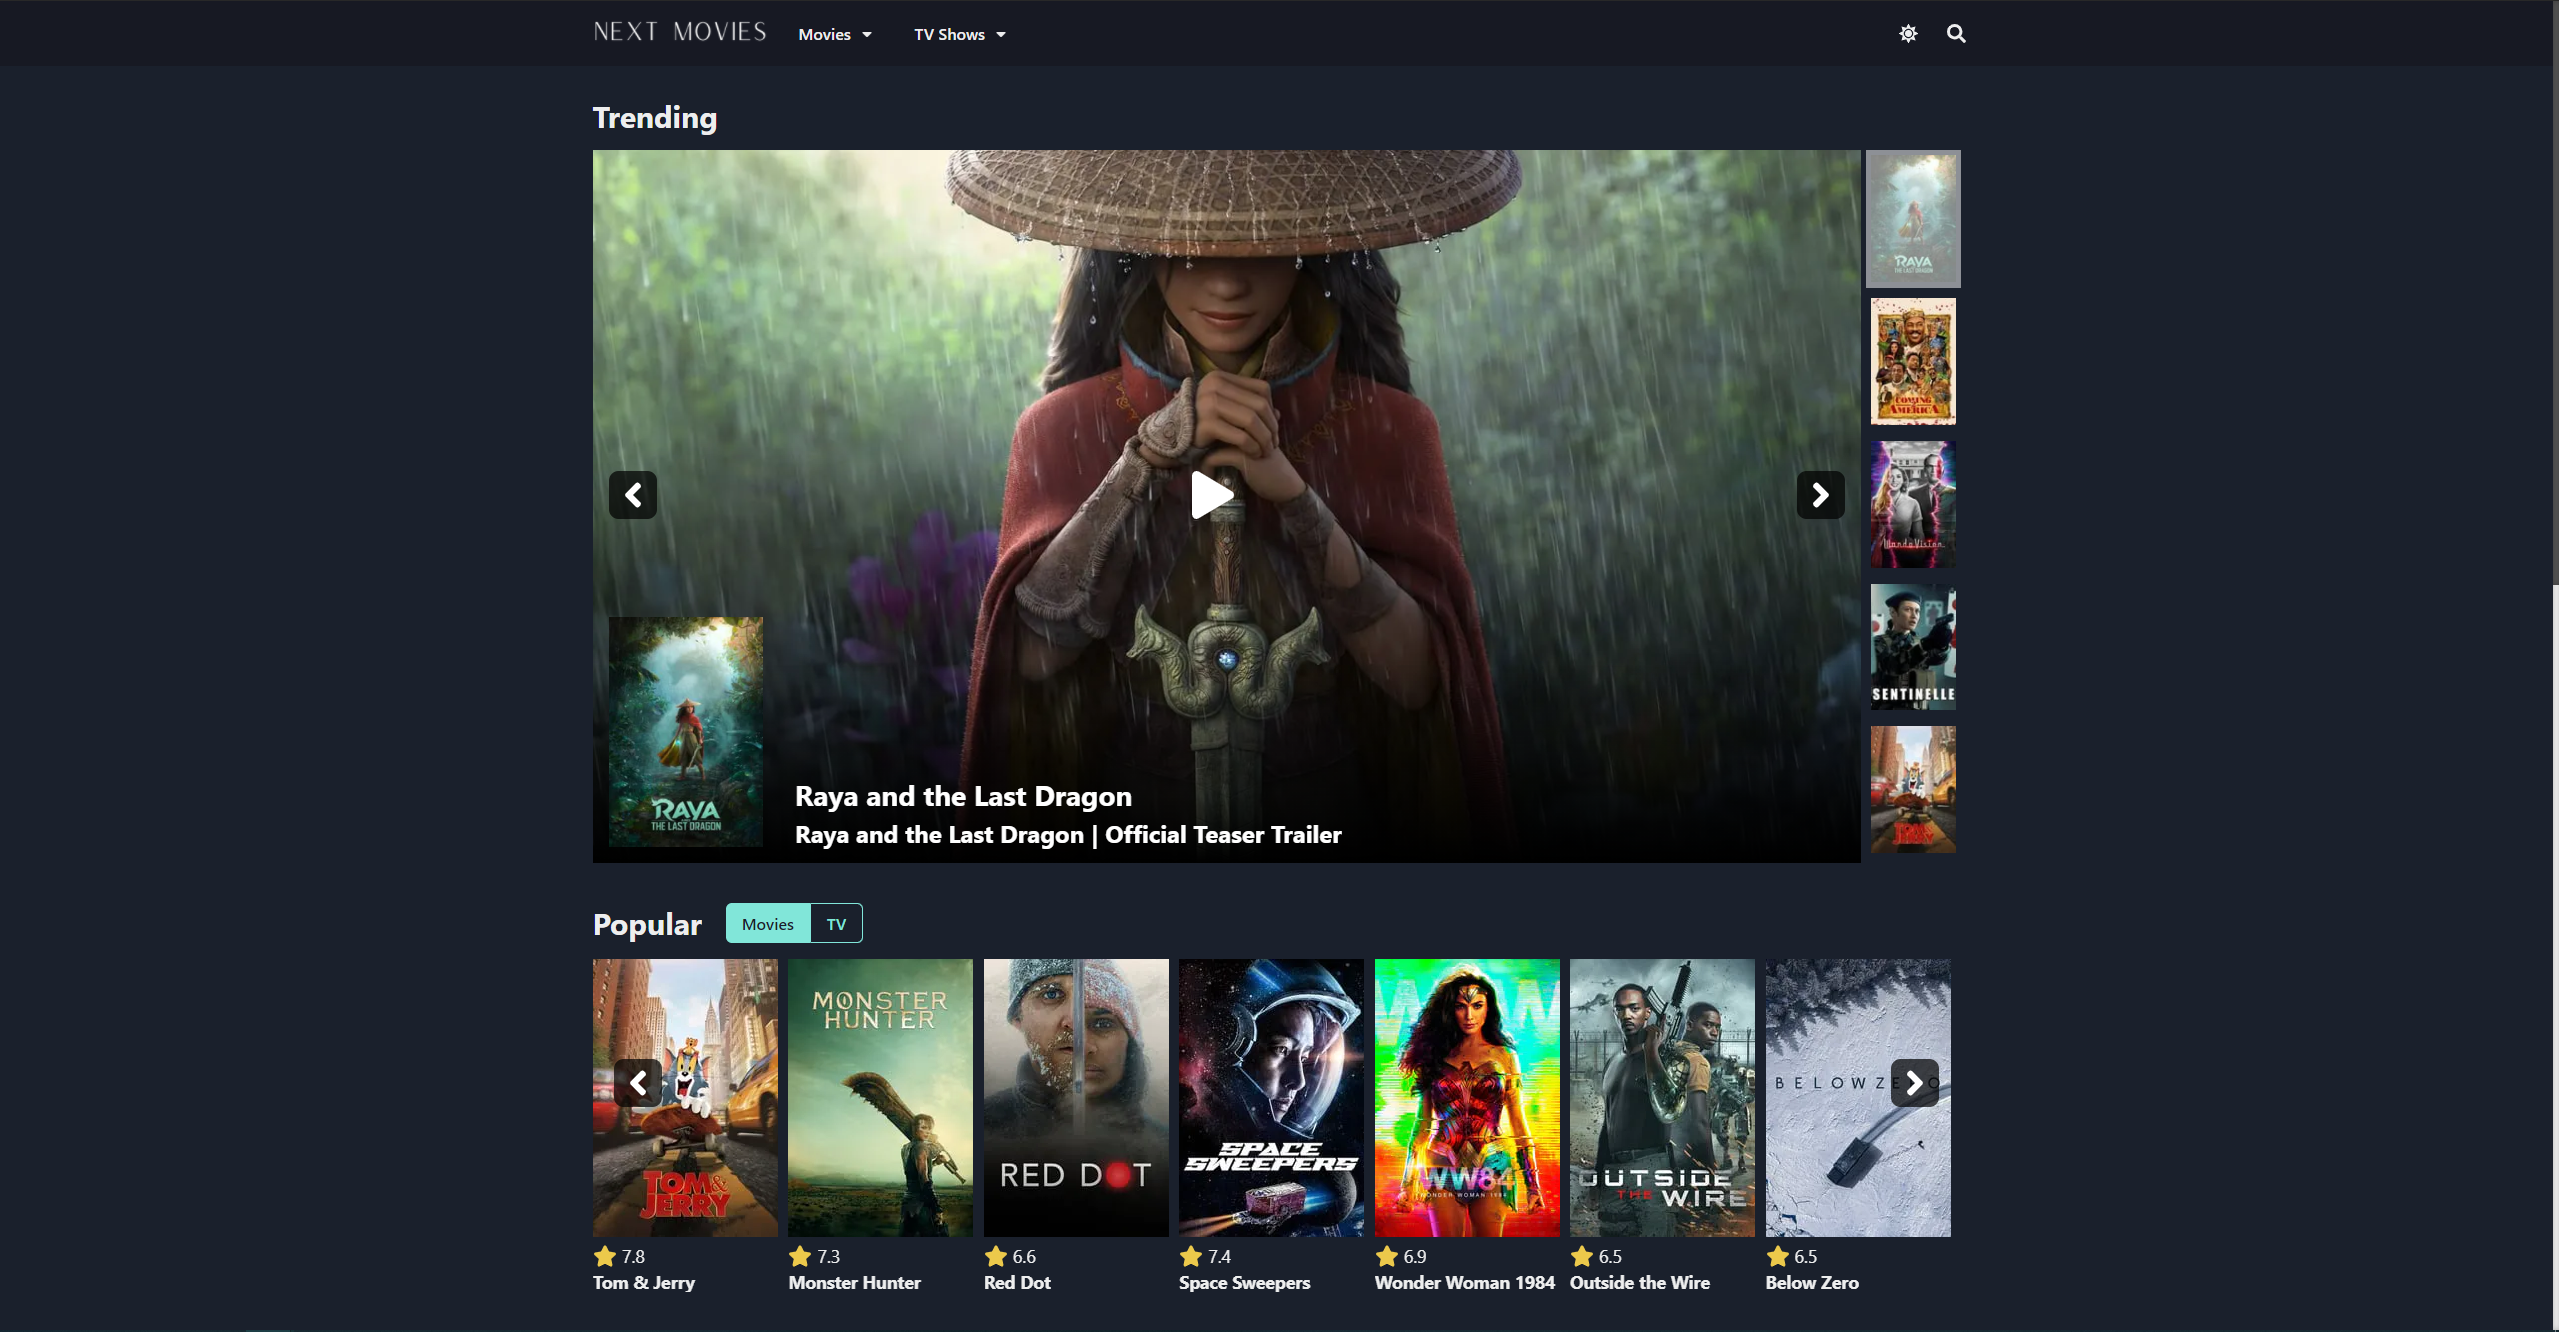 NEXT MOVIES
Movies
TV Shows
Trending
RAYA
THE LAST DRAGON
COMING
AMERICA
WandaVision
SENTINELLE
TOM &
JERRY
RAYA
THE LAST DRAGON
Raya and the Last Dragon
Raya and the Last Dragon | Official Teaser Trailer
Popular
Movies
TV
TOM &
JERRY
MONSTER
HUNTER
RED DOT
SPACE
SWEEPERS
WW84
WONDER WOMAN 1984
OUTSIDE
THE WIRE
BELOW ZERO
7.8
Tom & Jerry
7.3
Monster Hunter
6.6
Red Dot
7.4
Space Sweepers
6.9
Wonder Woman 1984
6.5
Outside the Wire
6.5
Below Zero